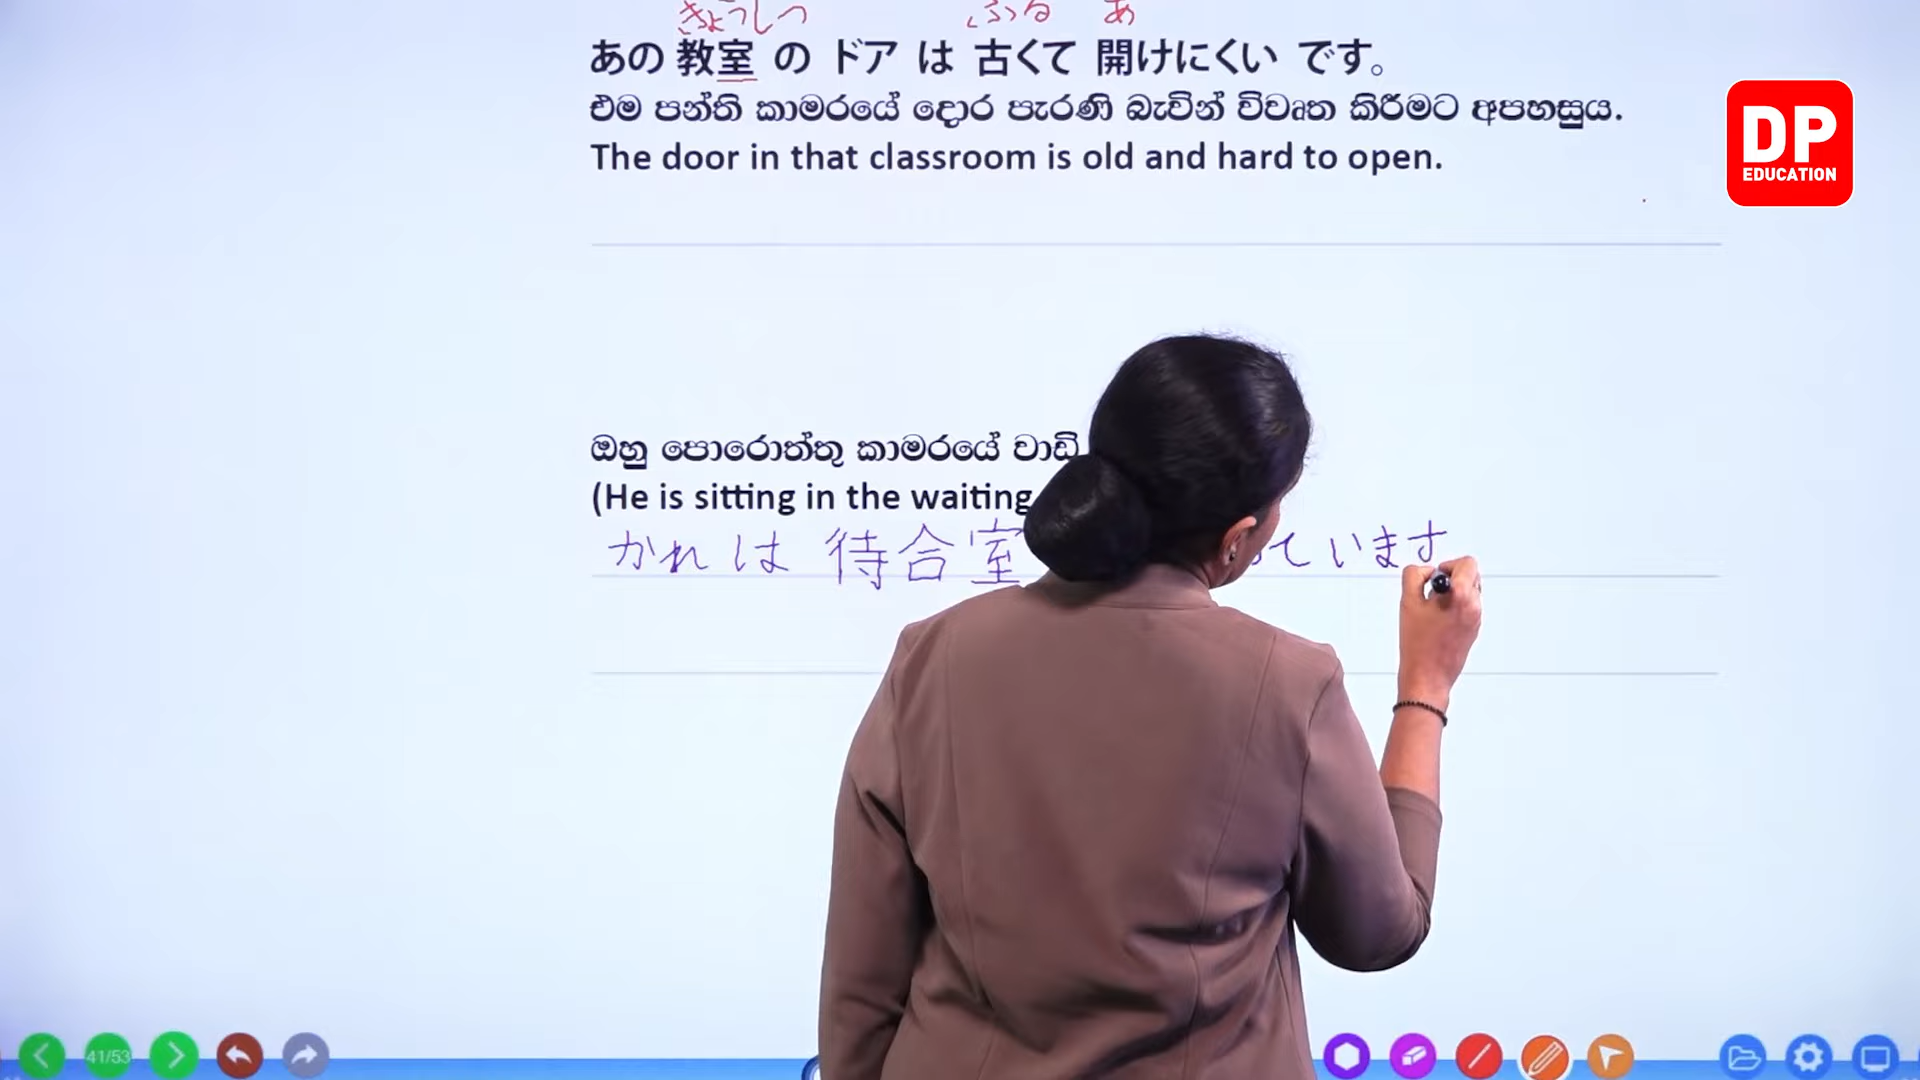 きょうしつ ふる あ
あの 教室 の ドア は 古くて 開けにくい です。
එම පන්ති කාමරයේ දොර පැරණි බැවින් විවෘත කිරීමට අපහසුය.
The door in that classroom is old and hard to open.
DP
EDUCATION
ඔහු පොරොත්තු කාමරයේ වාඩි
(He is sitting in the waiting
かれ は 待合室 ています
41/53